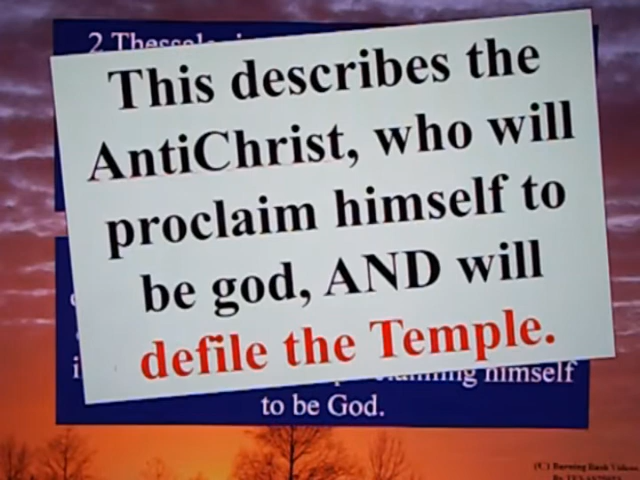 2
This describes the
AntiChrist, who will
proclaim himself to
be god, AND will
defile the Temple.
himself
to be God.